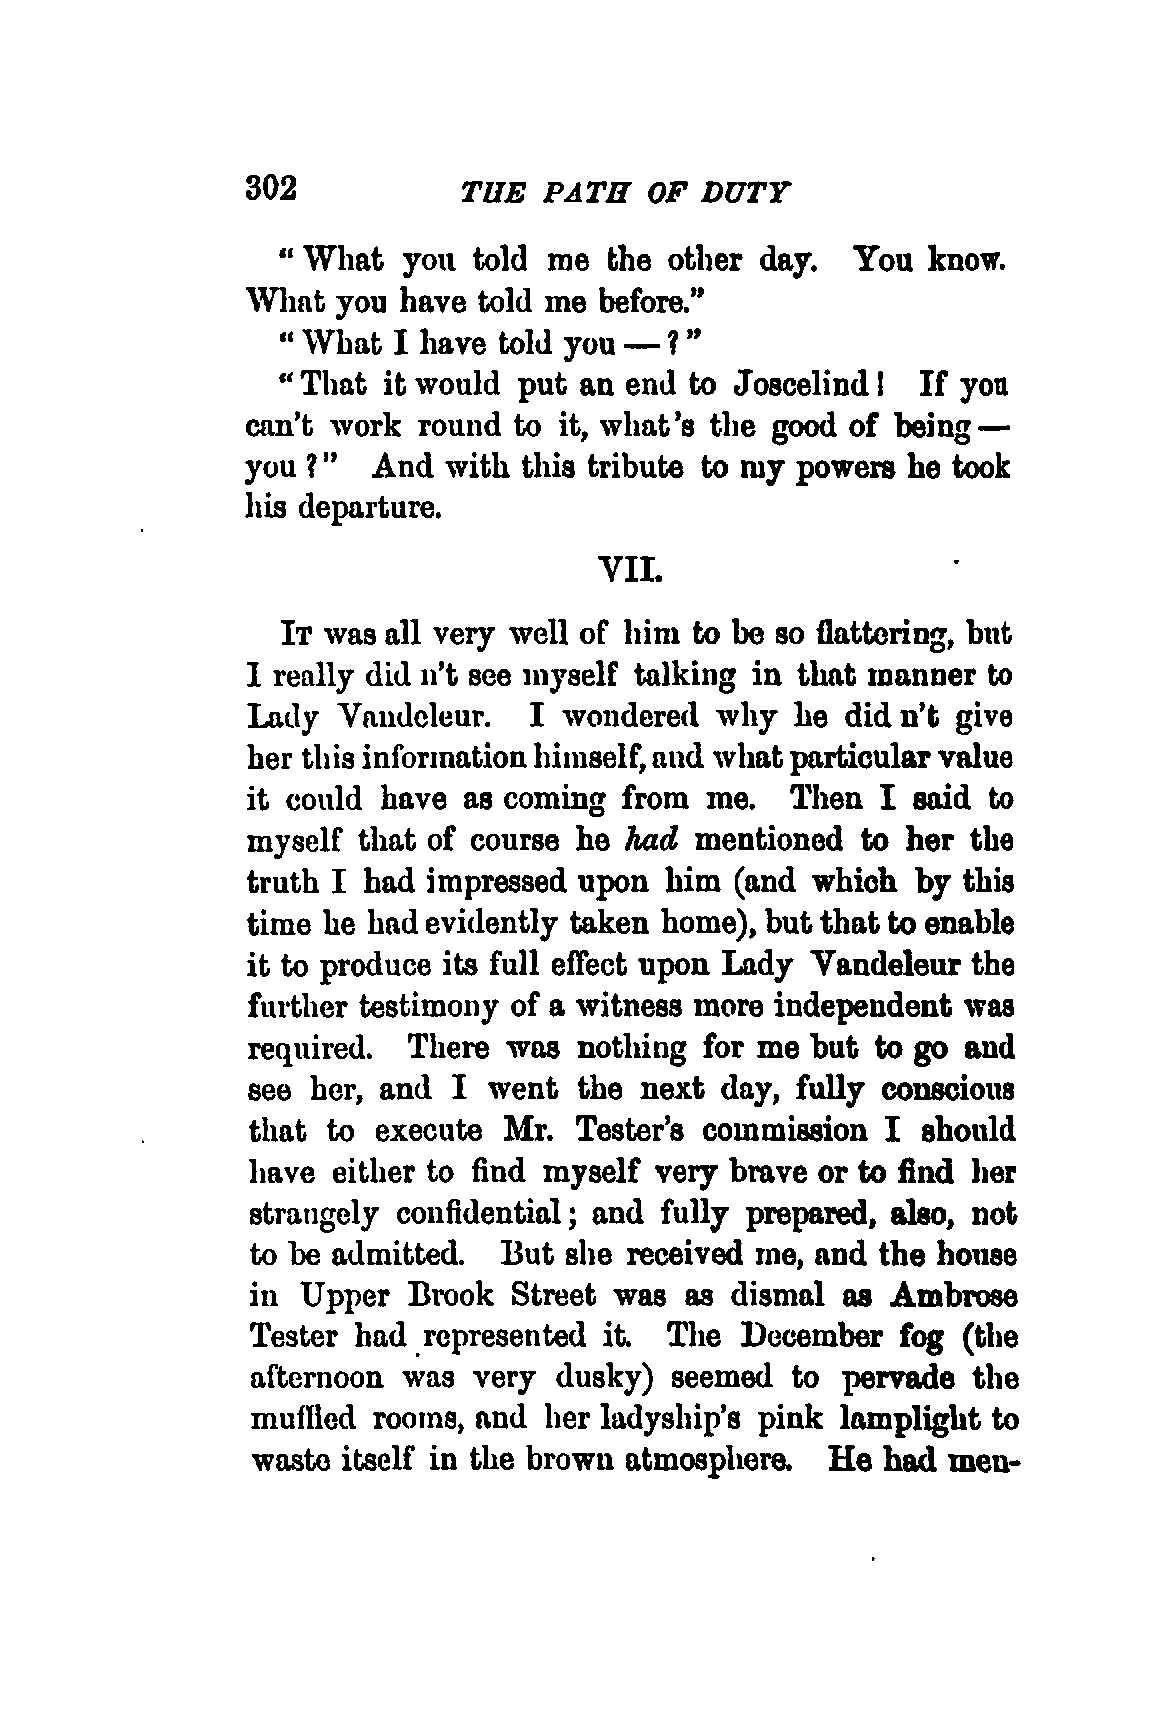 302 THE PATH OF DUTY
“What you told me the other day. You know.
What you have told me before.”
“What I have told you — ?”
“That it would put an end to Joscelind! If you
can't work round to it, what's the good of being —
you?” And with this tribute to my powers he took
his departure.
VII.
IT was all very well of him to be so flattering, but
I really did n't see myself talking in that manner to
Lady Vandeleur. I wondered why he did n't give
her this information himself, and what particular value
it could have as coming from me. Then I said to
myself that of course he had mentioned to her the
truth I had impressed upon him (and which by this
time he had evidently taken home), but that to enable
it to produce its full effect upon Lady Vandeleur the
further testimony of a witness more independent was
required. There was nothing for me but to go and
see her, and I went the next day, fully conscious
that to execute Mr. Tester's commission I should
have either to find myself very brave or to find her
strangely confidential; and fully prepared, also, not
to be admitted. But she received me, and the house
in Upper Brook Street was as dismal as Ambrose
Tester had represented it. The December fog (the
afternoon was very dusky) seemed to pervade the
muffled rooms, and her ladyship's pink lamplight to
waste itself in the brown atmosphere. He had men-